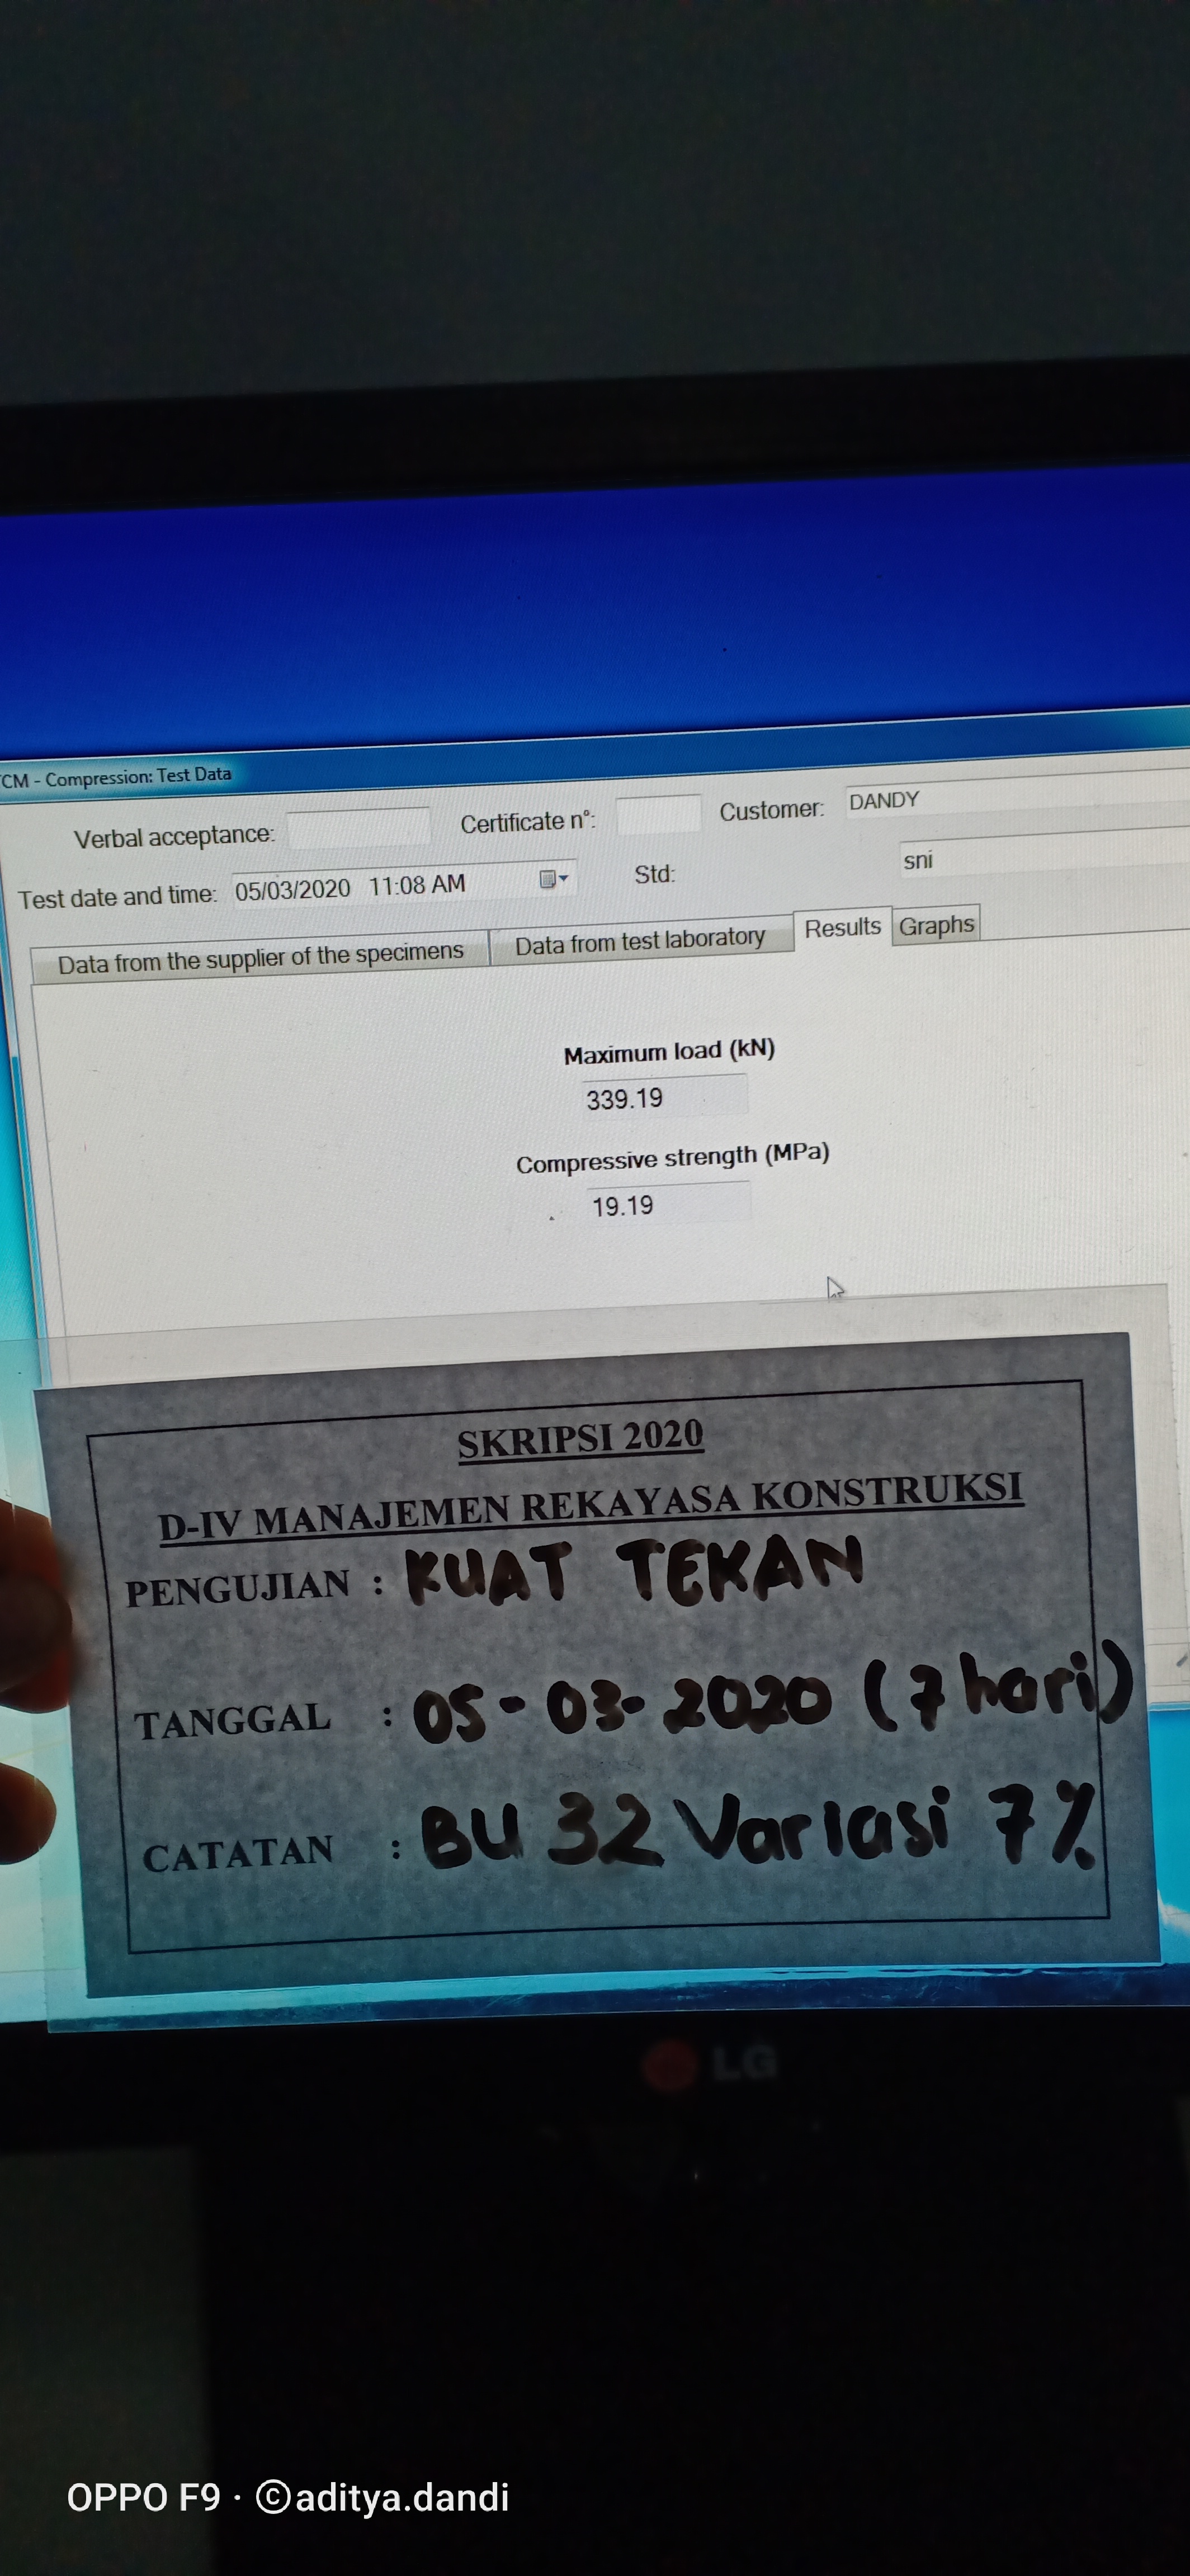 CM - Compression: Test Data
Verbal acceptance: Certificate n°: Customer: DANDY
Test date and time: 05/03/2020 11:08 AM Std: sni
Data from the supplier of the specimens Data from test laboratory Results Graphs
Maximum load (kN)
339.19
Compressive strength (MPa)
19.19
SKRIPSI 2020
D-IV MANAJEMEN REKAYASA KONSTRUKSI
PENGUJIAN : KUAT TEKAN
TANGGAL : 05-03-2020 (7 hari)
CATATAN : BU 32 Variasi 7%
LG
OPPO F9 · ©aditya.dandi